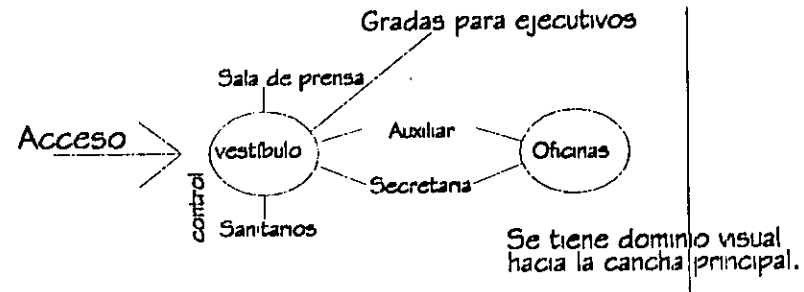 Gradas para ejecutivos
Sala de prensa
Acceso
vestíbulo
Auxiliar
Oficinas
control
Secretaria
Sanitarios
Se tiene dominio visual
hacia la cancha principal.